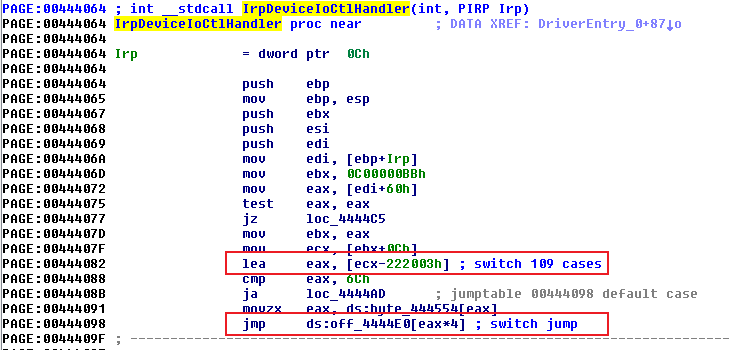 PAGE:00444064 ; int __stdcall IrpDeviceIoCtlHandler(int, PIRP Irp)
PAGE:00444064 IrpDeviceIoCtlHandler proc near ; DATA XREF: DriverEntry_0+87↓o
PAGE:00444064
PAGE:00444064 Irp = dword ptr 0Ch
PAGE:00444064
PAGE:00444064 push ebp
PAGE:00444065 mov ebp, esp
PAGE:00444067 push ebx
PAGE:00444068 push esi
PAGE:00444069 push edi
PAGE:0044406A mov edi, [ebp+Irp]
PAGE:0044406D mov ebx, 0C00000BBh
PAGE:00444072 mov eax, [edi+60h]
PAGE:00444075 test eax, eax
PAGE:00444077 jz loc_4444C5
PAGE:0044407D mov ebx, eax
PAGE:0044407F mov ecx, [ebx+0Ch]
PAGE:00444082 lea eax, [ecx-222003h] ; switch 109 cases
PAGE:00444088 cmp eax, 6Ch
PAGE:0044408B ja loc_4444AD ; jumptable 00444098 default case
PAGE:00444091 movzx eax, ds:byte_444554[eax]
PAGE:00444098 jmp ds:off_4444E0[eax*4] ; switch jump
PAGE:0044409F ; ---------------------------------------------------------------------------